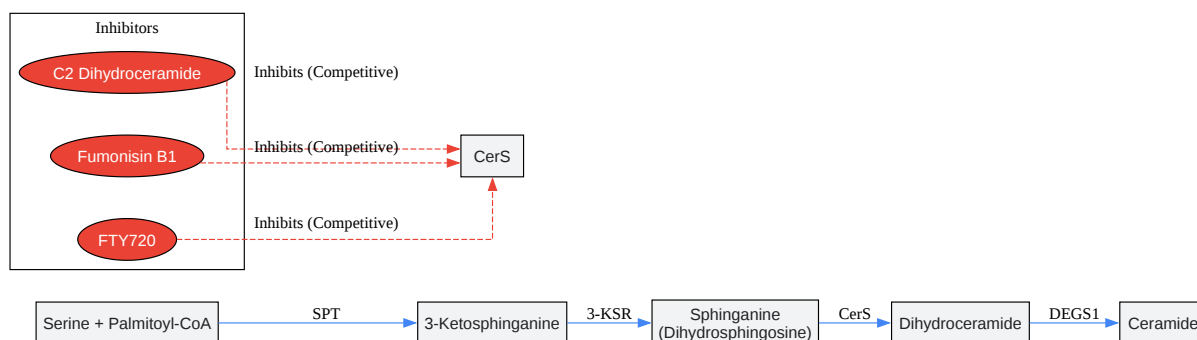 Inhibitors
C2 Dihydroceramide
Inhibits (Competitive)
Fumonisin B1
Inhibits (Competitive)
CerS
FTY720
Inhibits (Competitive)
Serine + Palmitoyl-CoA
SPT
3-Ketosphinganine
3-KSR
Sphinganine
(Dihydrosphingosine)
CerS
Dihydroceramide
DEGS1
Ceramide